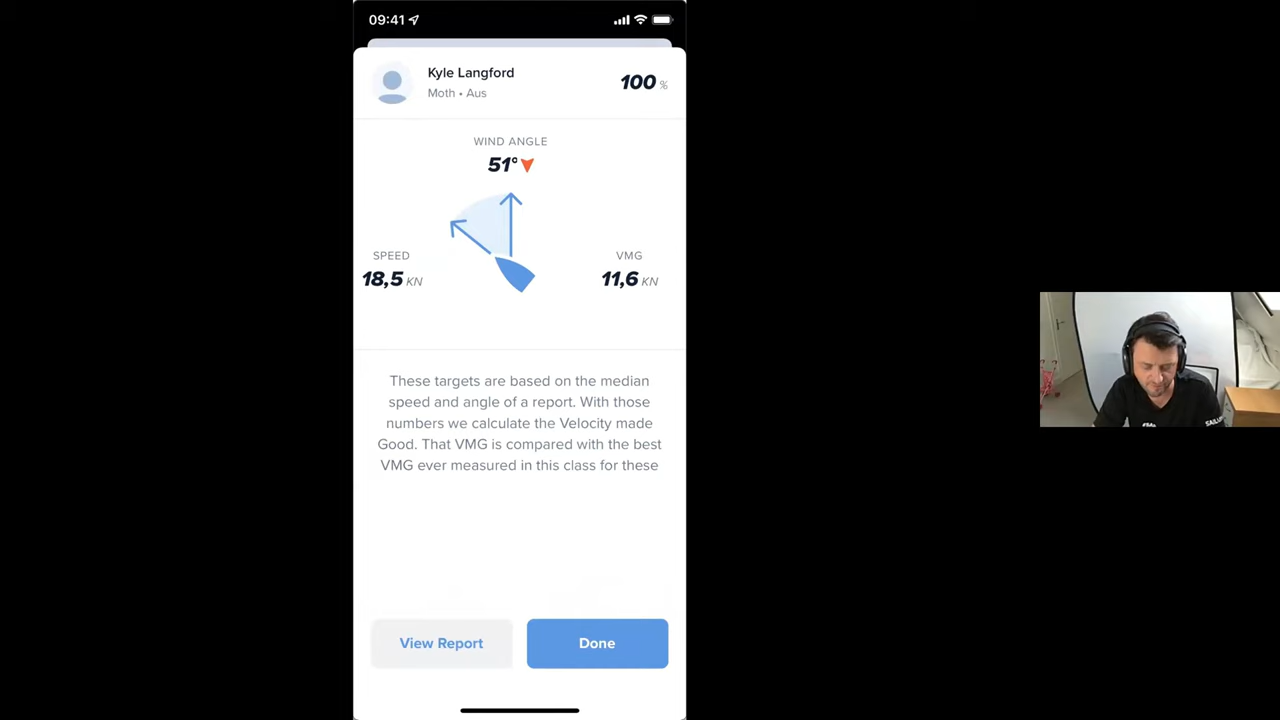 09:41
Kyle Langford
100 %
Moth • Aus
WIND ANGLE
51°
SPEED
VMG
18,5 KN
11,6 KN
These targets are based on the median
speed and angle of a report. With those
numbers we calculate the Velocity made
Good. That VMG is compared with the best
VMG ever measured in this class for these
View Report
Done